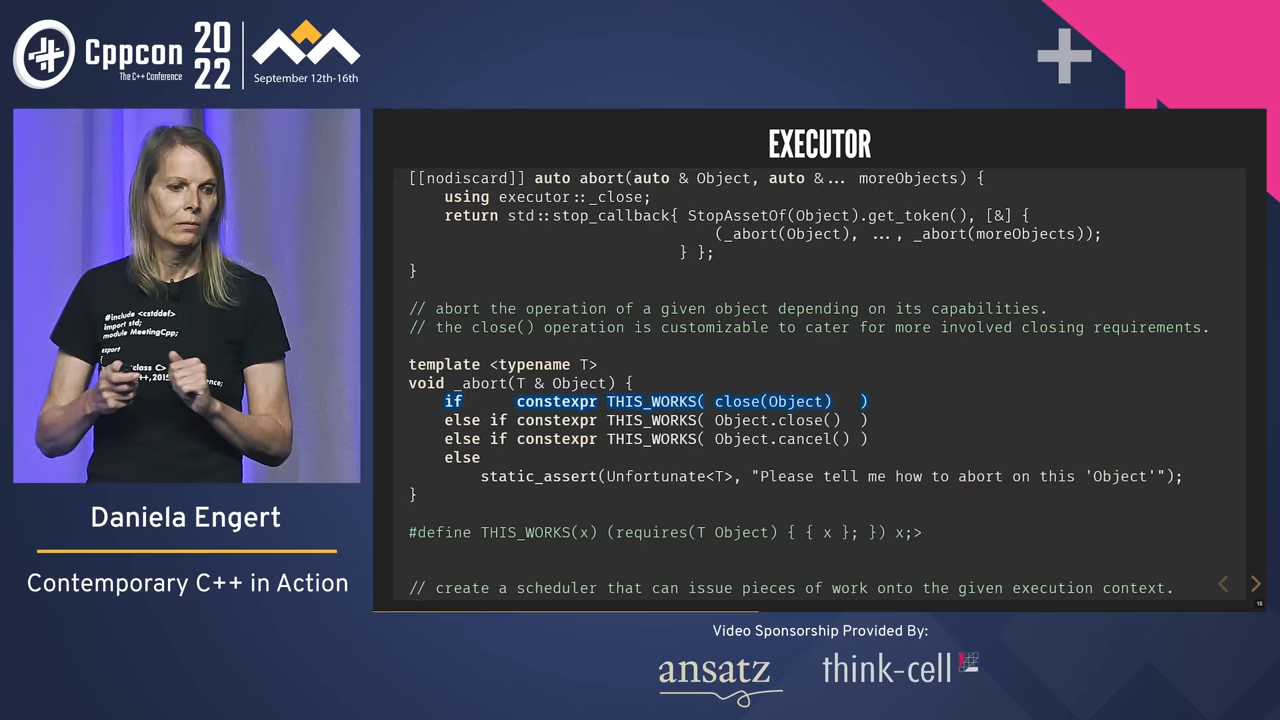 Cppcon
The C++ Conference
20
22
September 12th-16th
#include <cstddef>
import std;
module MeetingCpp;
export
Daniela Engert
Contemporary C++ in Action
EXECUTOR
[[nodiscard]] auto abort(auto & Object, auto &... moreObjects) {
using executor::_close;
return std::stop_callback{ StopAssetOf(Object).get_token(), [&] {
(_abort(Object), ..., _abort(moreObjects));
} };
}
// abort the operation of a given object depending on its capabilities.
// the close() operation is customizable to cater for more involved closing requirements.
template <typename T>
void _abort(T & Object) {
if constexpr THIS_WORKS( close(Object) )
else if constexpr THIS_WORKS( Object.close() )
else if constexpr THIS_WORKS( Object.cancel() )
else
static_assert(Unfortunate<T>, "Please tell me how to abort on this 'Object'");
}
#define THIS_WORKS(x) (requires(T Object) { { x }; }) x;>
// create a scheduler that can issue pieces of work onto the given execution context.
18
Video Sponsorship Provided By:
ansatz
think-cell